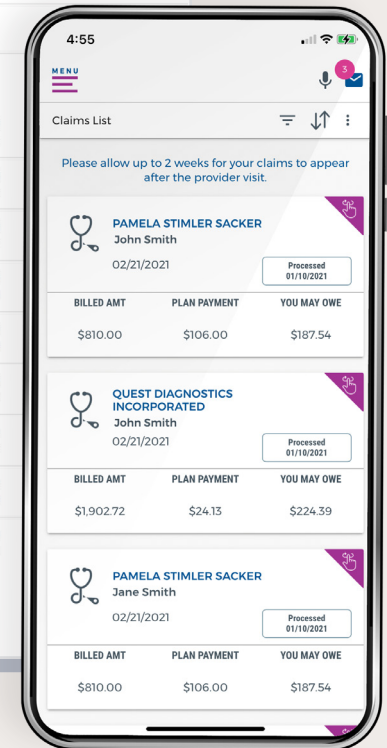 4:55
MENU
3
Claims List
Please allow up to 2 weeks for your claims to appear
after the provider visit.
PAMELA STIMLER SACKER
John Smith
02/21/2021
Processed
01/10/2021
BILLED AMT PLAN PAYMENT YOU MAY OWE
$810.00 $106.00 $187.54
QUEST DIAGNOSTICS
INCORPORATED
John Smith
02/21/2021
Processed
01/10/2021
BILLED AMT PLAN PAYMENT YOU MAY OWE
$1,902.72 $24.13 $224.39
PAMELA STIMLER SACKER
Jane Smith
02/21/2021
Processed
01/10/2021
BILLED AMT PLAN PAYMENT YOU MAY OWE
$810.00 $106.00 $187.54